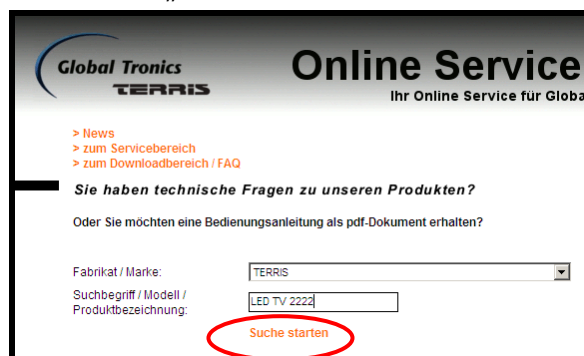 Global Tronics
TERRIS
Online Service
Ihr Online Service für Globa
> News
> zum Servicebereich
> zum Downloadbereich / FAQ
Sie haben technische Fragen zu unseren Produkten?
Oder Sie möchten eine Bedienungsanleitung als pdf-Dokument erhalten?
Fabrikat / Marke: TERRIS
Suchbegriff / Modell /
Produktbezeichnung: LED TV 2222
Suche starten